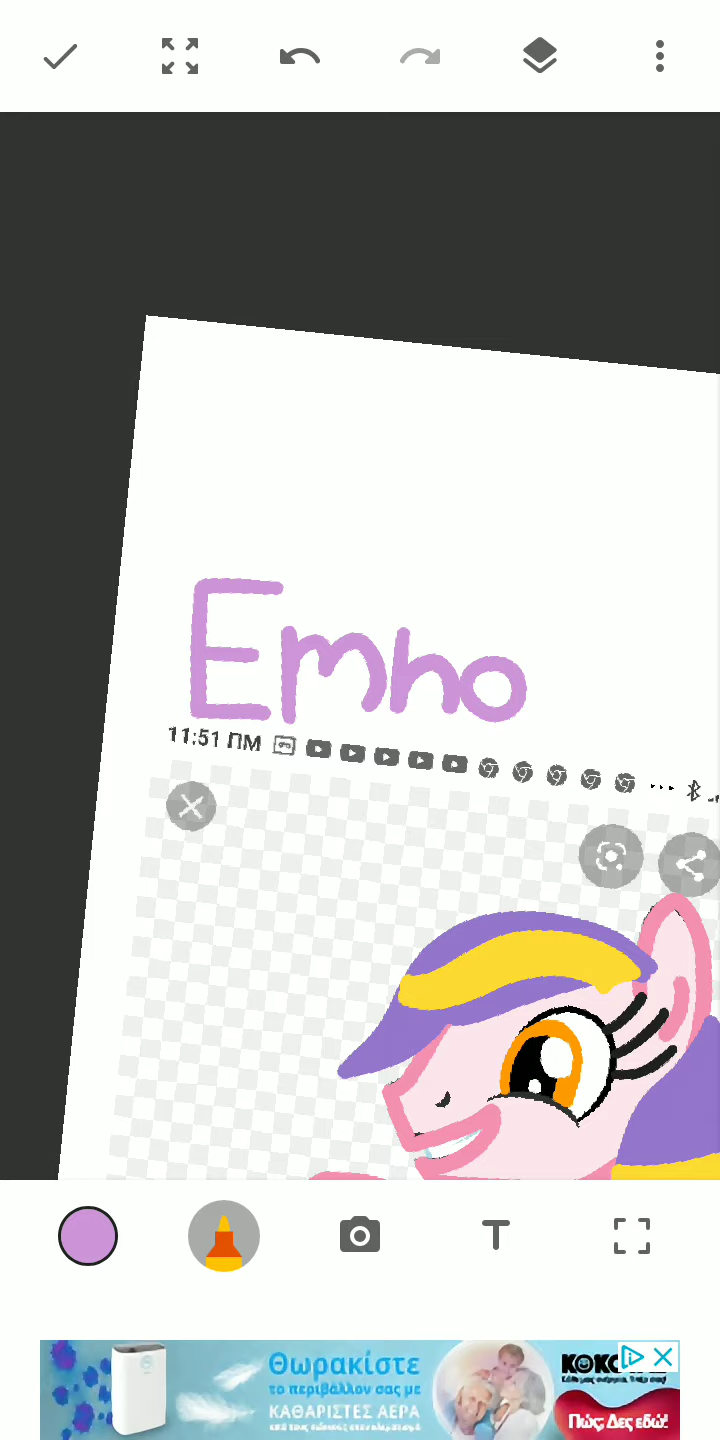 Emho
11:51 ΠΜ
T
Θωρακίστε
το περιβάλλον σας με
ΚΑΘΑΡΙΣΤΕΣ ΑΕΡΑ
Πώς; Δες εδώ!